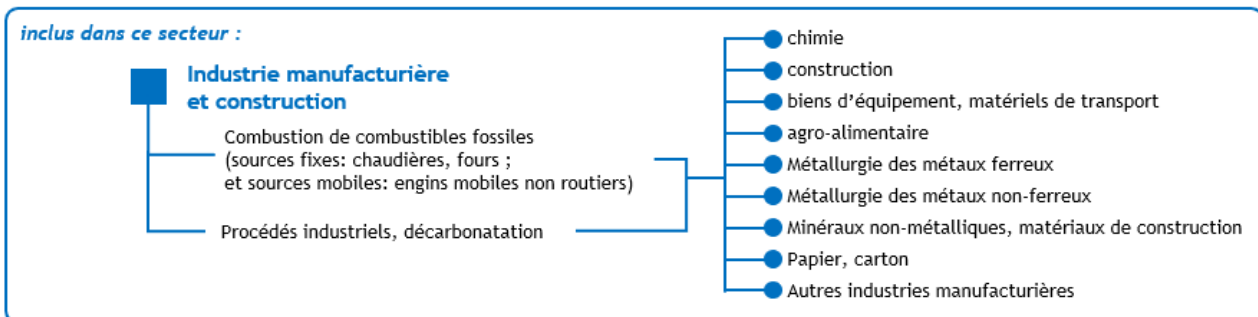 inclus dans ce secteur :
Industrie manufacturière
et construction
Combustion de combustibles fossiles
(sources fixes: chaudières, fours ;
et sources mobiles: engins mobiles non routiers)
Procédés industriels, décarbonatation
chimie
construction
biens d'équipement, matériels de transport
agro-alimentaire
Métallurgie des métaux ferreux
Métallurgie des métaux non-ferreux
Minéraux non-métalliques, matériaux de construction
Papier, carton
Autres industries manufacturières